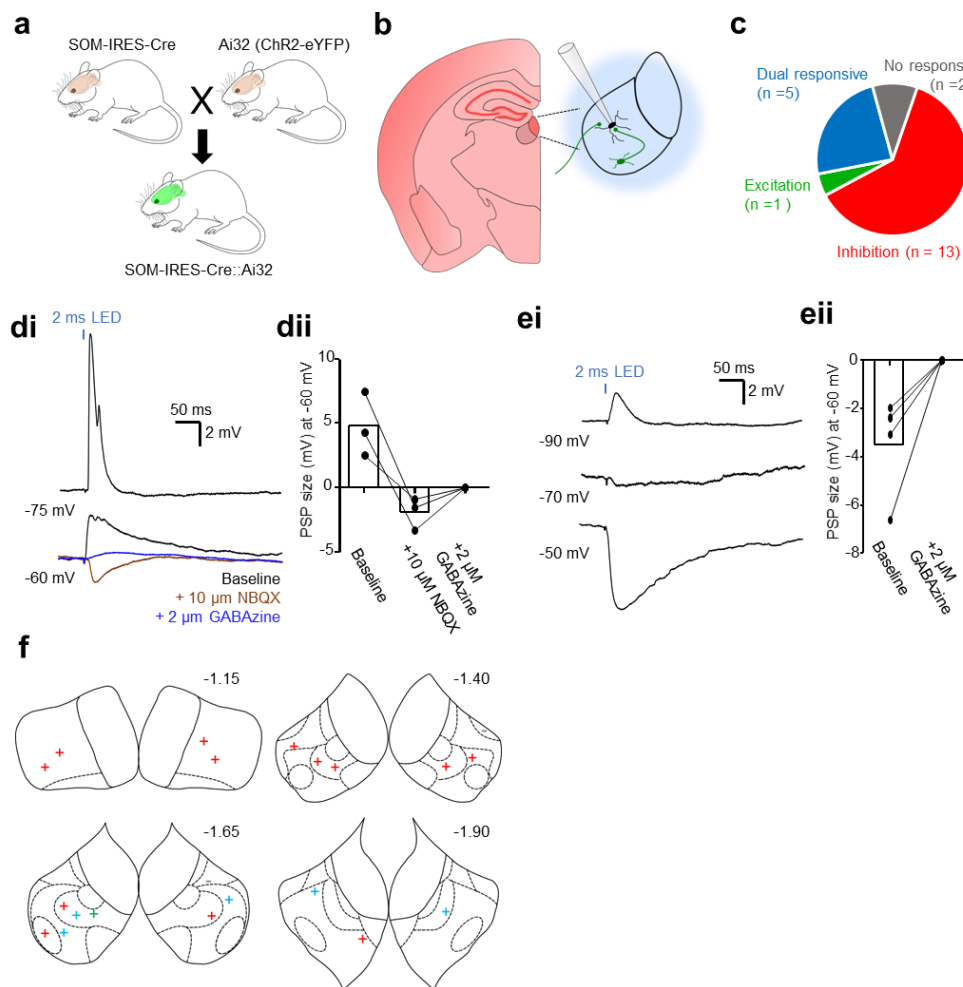 a
SOM-IRES-Cre
Ai32 (ChR2-eYFP)
X
SOM-IRES-Cre::Ai32
b
c
Dual responsive
(n =5)
No respons
(n =2
Excitation
(n =1 )
Inhibition (n = 13)
di
2 ms LED
50 ms
2 mV
-75 mV
-60 mV
Baseline
+ 10 µm NBQX
+ 2 µm GABAzine
dii
PSP size (mV) at -60 mV
10
5
0
-5
Baseline
+10 µM NBQX
+2 µM
GABAzine
ei
2 ms LED
50 ms
2 mV
-90 mV
-70 mV
-50 mV
eii
PSP size (mV) at -60 mV
0
-2
-4
-6
-8
Baseline
+2 µM
GABAzine
f
-1.15
-1.40
-1.65
-1.90